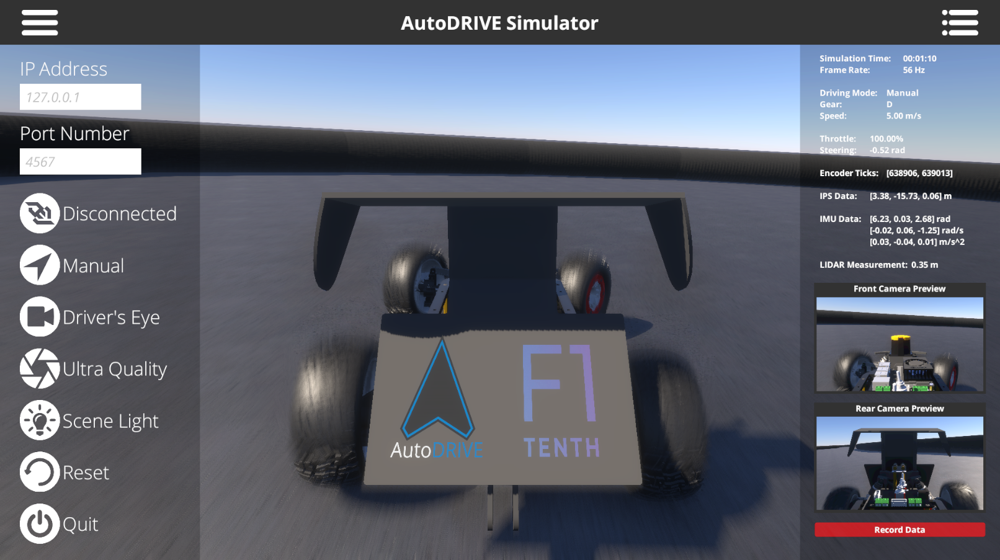 AutoDRIVE Simulator
IP Address
127.0.0.1
Port Number
4567
Disconnected
Manual
Driver's Eye
Ultra Quality
Scene Light
Reset
Quit
AutoDRIVE
F1
TENTH
Simulation Time: 00:01:10
Frame Rate: 56 Hz
Driving Mode: Manual
Gear: D
Speed: 5.00 m/s
Throttle: 100.00%
Steering: -0.52 rad
Encoder Ticks: [638906, 639013]
IPS Data: [3.38, -15.73, 0.06] m
IMU Data: [6.23, 0.03, 2.68] rad
[-0.02, 0.06, -1.25] rad/s
[0.03, -0.04, 0.01] m/s^2
LIDAR Measurement: 0.35 m
Front Camera Preview
Rear Camera Preview
Record Data